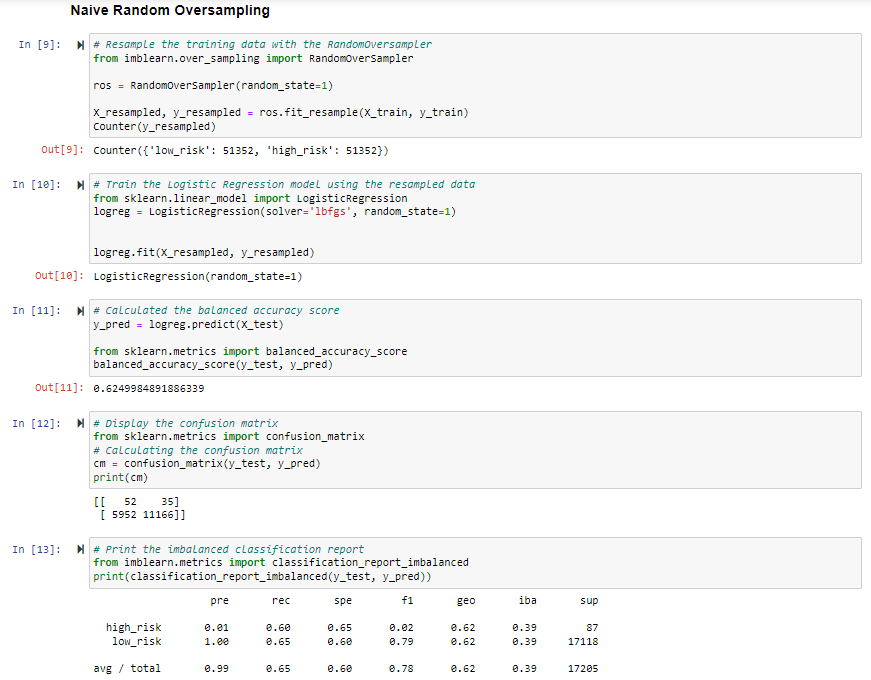 Naive Random Oversampling
In [9]: # Resample the training data with the RandomOversampler
from imblearn.over_sampling import RandomOverSampler
ros = RandomOverSampler(random_state=1)
X_resampled, y_resampled = ros.fit_resample(X_train, y_train)
Counter(y_resampled)
Out[9]: Counter({'low_risk': 51352, 'high_risk': 51352})
In [10]: # Train the Logistic Regression model using the resampled data
from sklearn.linear_model import LogisticRegression
logreg = LogisticRegression(solver='lbfgs', random_state=1)
logreg.fit(X_resampled, y_resampled)
Out[10]: LogisticRegression(random_state=1)
In [11]: # Calculated the balanced accuracy score
y_pred = logreg.predict(X_test)
from sklearn.metrics import balanced_accuracy_score
balanced_accuracy_score(y_test, y_pred)
Out[11]: 0.6249984891886339
In [12]: # Display the confusion matrix
from sklearn.metrics import confusion_matrix
# Calculating the confusion matrix
cm = confusion_matrix(y_test, y_pred)
print(cm)
[[ 52 35]
[ 5952 11166]]
In [13]: # Print the imbalanced classification report
from imblearn.metrics import classification_report_imbalanced
print(classification_report_imbalanced(y_test, y_pred))
pre rec spe f1 geo iba sup
high_risk 0.01 0.60 0.65 0.02 0.62 0.39 87
low_risk 1.00 0.65 0.60 0.79 0.62 0.39 17118
avg / total 0.99 0.65 0.60 0.78 0.62 0.39 17205